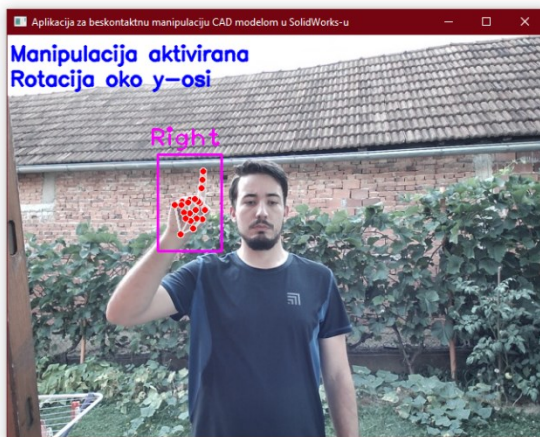 Aplikacija za beskontaktnu manipulaciju CAD modelom u SolidWorks-u
Manipulacija aktivirana
Rotacija oko y-osi
Right